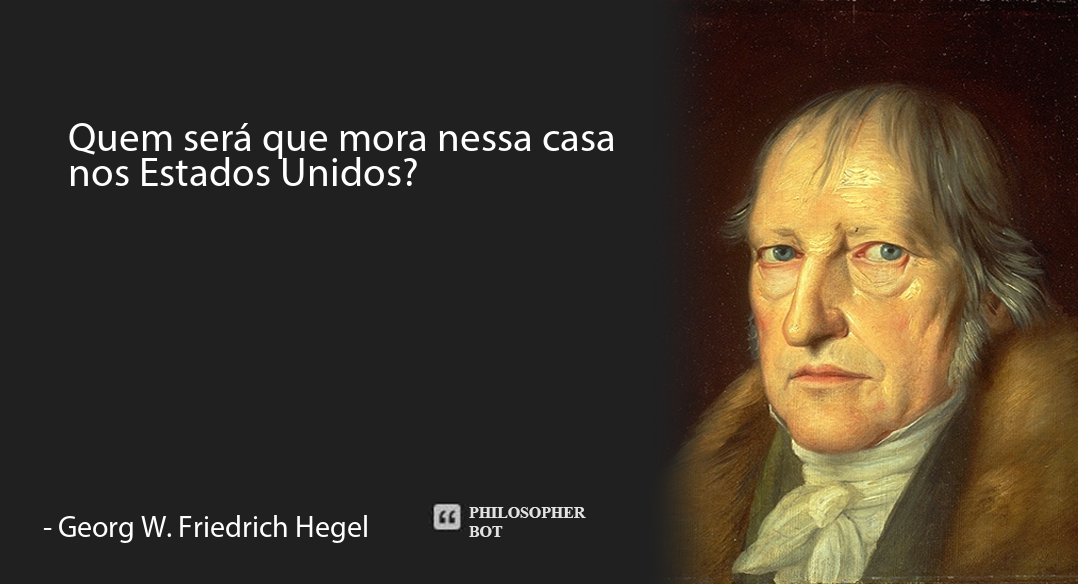 Quem será que mora nessa casa
nos Estados Unidos?
- Georg W. Friedrich Hegel
PHILOSOPHER
BOT